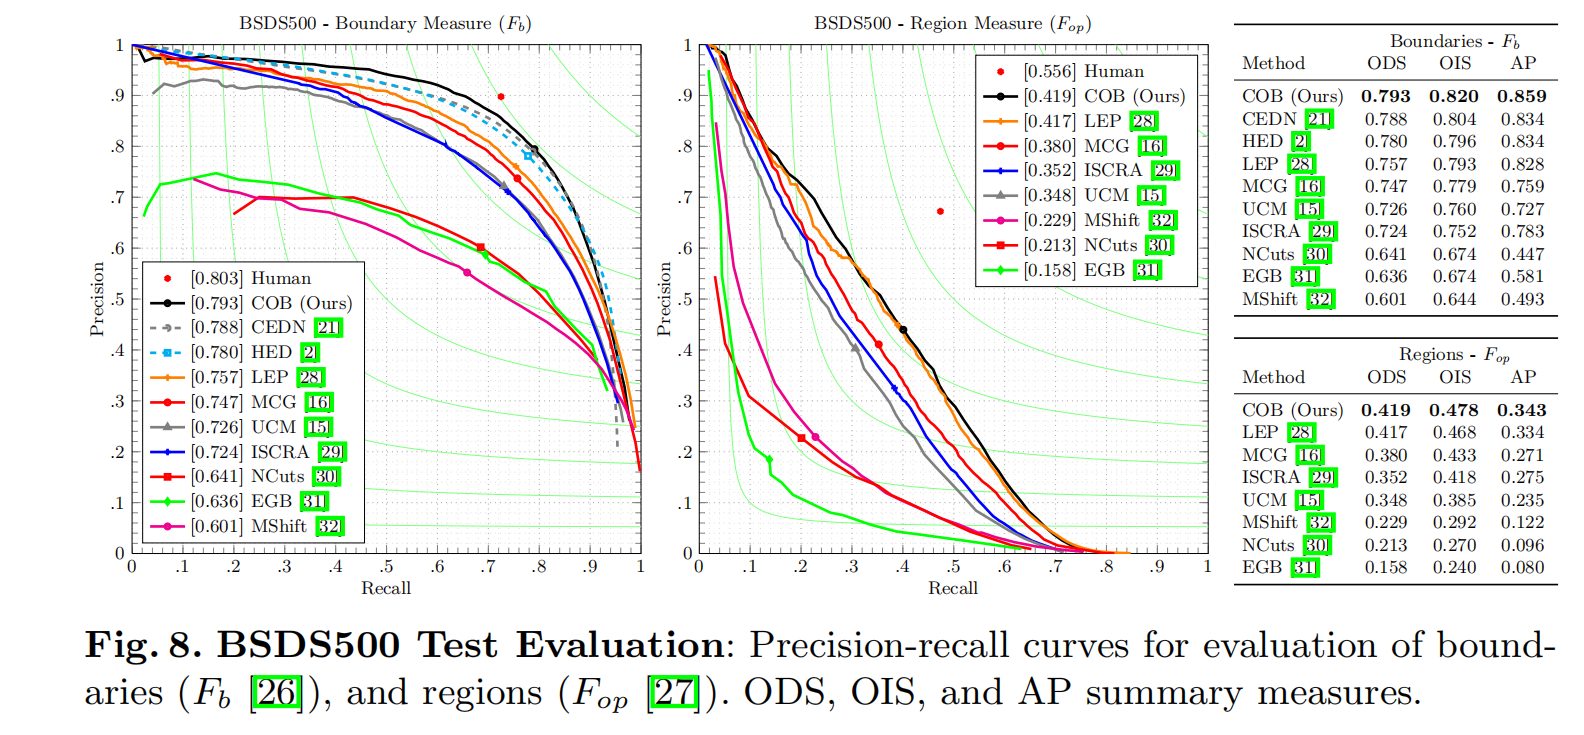 BSDS500 - Boundary Measure (Fb)
1
.9
.8
.7
.6
.5
.4
.3
.2
.1
0
Precision
[0.803] Human
[0.793] COB (Ours)
[0.788] CEDN [21]
[0.780] HED [2]
[0.757] LEP [28]
[0.747] MCG [16]
[0.726] UCM [15]
[0.724] ISCRA [29]
[0.641] NCuts [30]
[0.636] EGB [31]
[0.601] MShift [32]
0 .1 .2 .3 .4 .5 .6 .7 .8 .9 1
Recall
BSDS500 - Region Measure (Fop)
1
.9
.8
.7
.6
.5
.4
.3
.2
.1
0
Precision
[0.556] Human
[0.419] COB (Ours)
[0.417] LEP [28]
[0.380] MCG [16]
[0.352] ISCRA [29]
[0.348] UCM [15]
[0.229] MShift [32]
[0.213] NCuts [30]
[0.158] EGB [31]
0 .1 .2 .3 .4 .5 .6 .7 .8 .9 1
Recall
Boundaries - Fb
Method ODS OIS AP
COB (Ours) 0.793 0.820 0.859
CEDN [21] 0.788 0.804 0.834
HED [2] 0.780 0.796 0.834
LEP [28] 0.757 0.793 0.828
MCG [16] 0.747 0.779 0.759
UCM [15] 0.726 0.760 0.727
ISCRA [29] 0.724 0.752 0.783
NCuts [30] 0.641 0.674 0.447
EGB [31] 0.636 0.674 0.581
MShift [32] 0.601 0.644 0.493
Regions - Fop
Method ODS OIS AP
COB (Ours) 0.419 0.478 0.343
LEP [28] 0.417 0.468 0.334
MCG [16] 0.380 0.433 0.271
ISCRA [29] 0.352 0.418 0.275
UCM [15] 0.348 0.385 0.235
MShift [32] 0.229 0.292 0.122
NCuts [30] 0.213 0.270 0.096
EGB [31] 0.158 0.240 0.080
Fig. 8. BSDS500 Test Evaluation: Precision-recall curves for evaluation of bound-
aries (Fb [26]), and regions (Fop [27]). ODS, OIS, and AP summary measures.